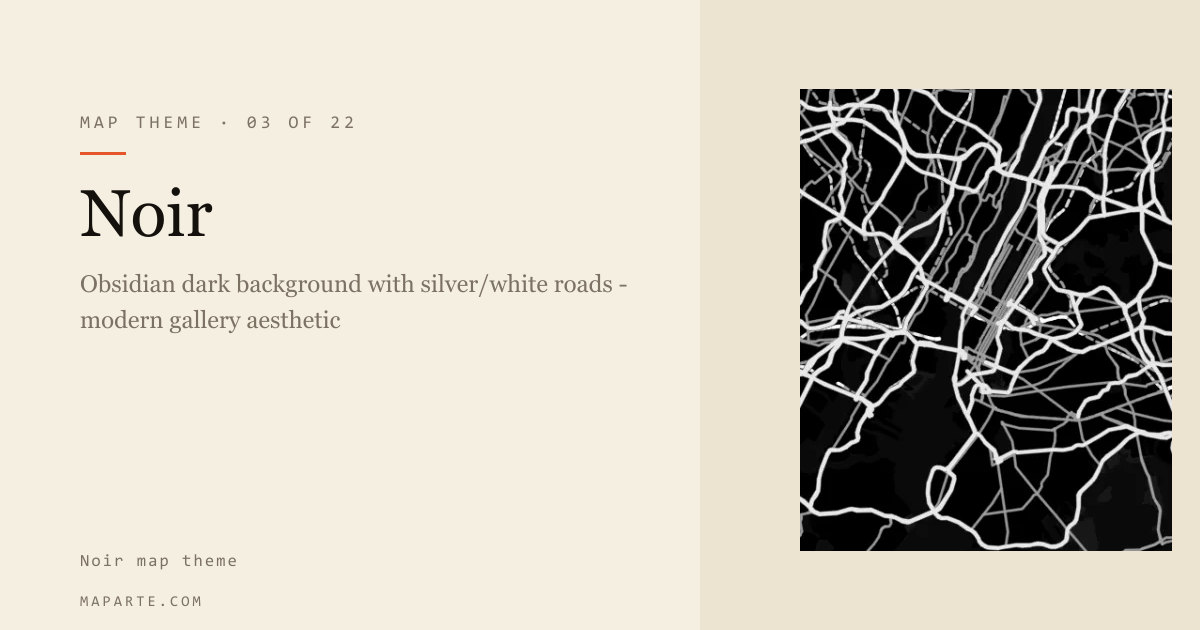 MAP THEME · 03 OF 22
Noir
Obsidian dark background with silver/white roads -
modern gallery aesthetic
Noir map theme
MAPARTE.COM